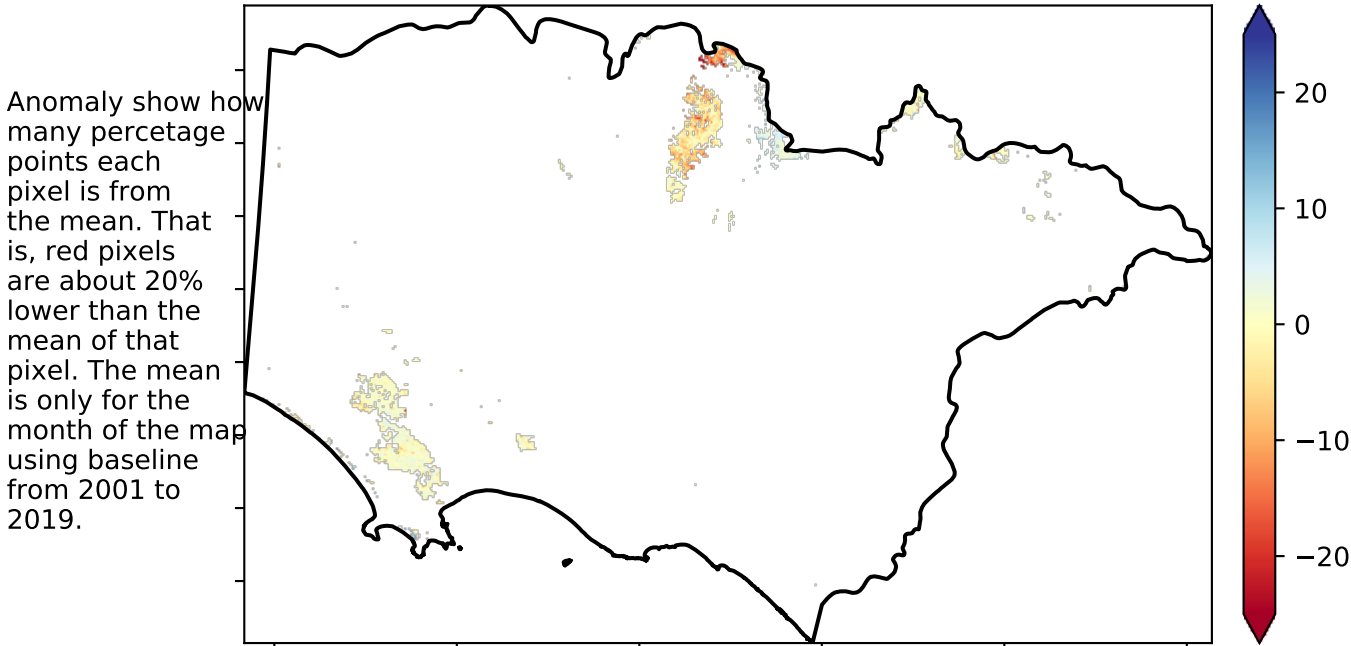 Anomaly show how
many percetage
points each
pixel is from
the mean. That
is, red pixels
are about 20%
lower than the
mean of that
pixel. The mean
is only for the
month of the map
using baseline
from 2001 to
2019.
20
10
0
−10
−20